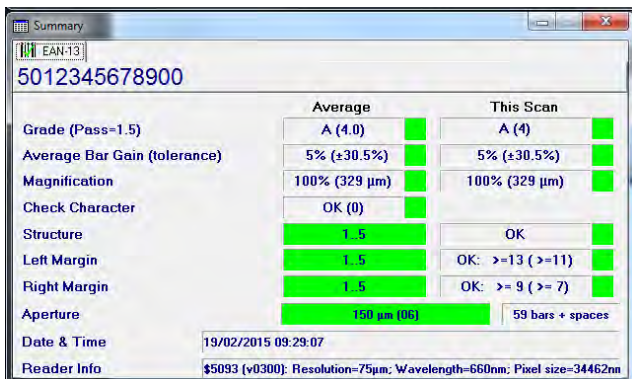 Summary
EAN-13
5012345678900
Average This Scan
Grade (Pass=1.5) A (4.0) A (4)
Average Bar Gain (tolerance) 5% (±30.5%) 5% (±30.5%)
Magnification 100% (329 µm) 100% (329 µm)
Check Character OK (0)
Structure 1..5 OK
Left Margin 1..5 OK: >=13 ( >=11)
Right Margin 1..5 OK: >= 9 ( >= 7)
Aperture 150 µm (06) 59 bars + spaces
Date & Time 19/02/2015 09:29:07
Reader Info $5093 (v0300): Resolution=75µm; Wavelength=660nm; Pixel size=34462nm